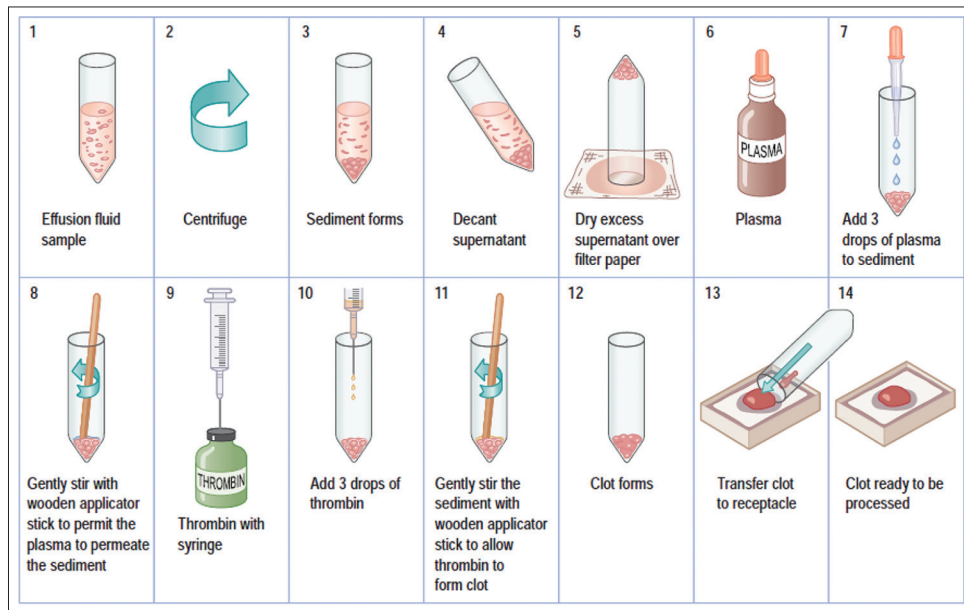 1
Effusion fluid
sample
2
Centrifuge
3
Sediment forms
4
Decant
supernatant
5
Dry excess
supernatant over
filter paper
6
PLASMA
Plasma
7
Add 3
drops of plasma
to sediment
8
Gently stir with
wooden applicator
stick to permit the
plasma to permeate
the sediment
9
THROMBIN
Thrombin with
syringe
10
Add 3 drops of
thrombin
11
Gently stir the
sediment with
wooden applicator
stick to allow
thrombin to
form clot
12
Clot forms
13
Transfer clot
to receptacle
14
Clot ready to be
processed